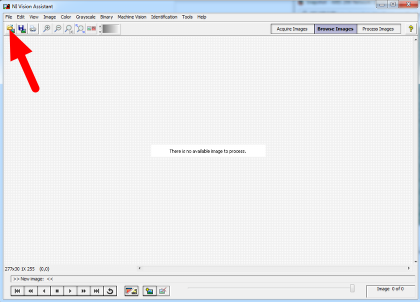 NI Vision Assistant
File Edit View Image Color Grayscale Binary Machine Vision Identification Tools Help
Acquire Images Browse Images Process Images ?
There is no available image to process.
277x30 1X 255 (0,0)
>> New image: <<
Image 0 of 0